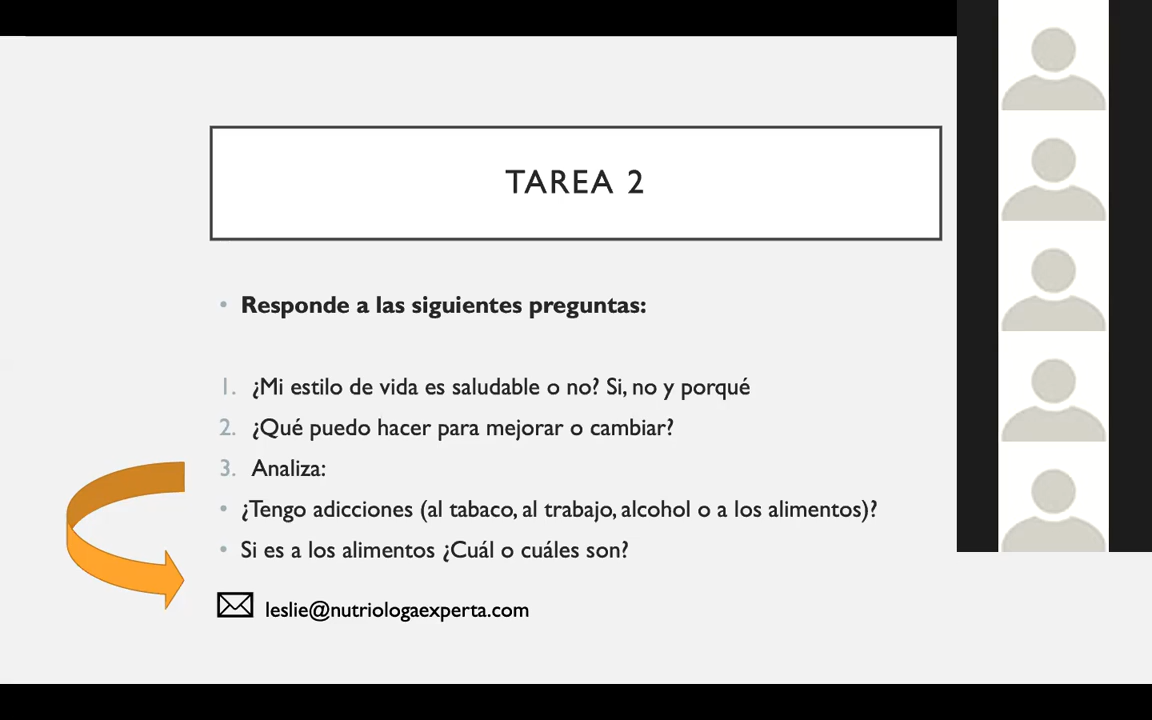 TAREA 2
• Responde a las siguientes preguntas:
1. ¿Mi estilo de vida es saludable o no? Si, no y porqué
2. ¿Qué puedo hacer para mejorar o cambiar?
3. Analiza:
• ¿Tengo adicciones (al tabaco, al trabajo, alcohol o a los alimentos)?
• Si es a los alimentos ¿Cuál o cuáles son?
leslie@nutriologaexperta.com